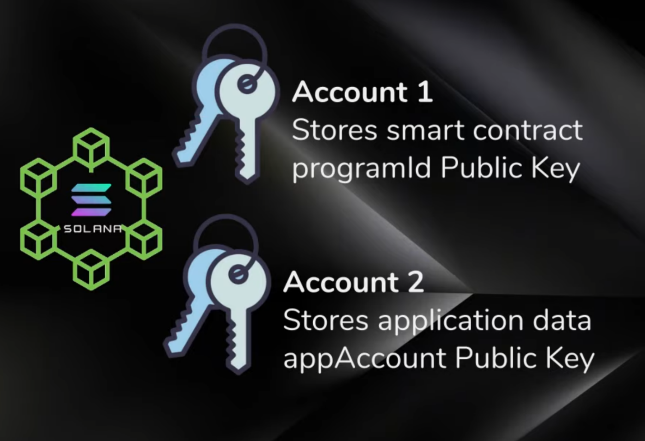 Account 1
Stores smart contract
programId Public Key
SOLANA
Account 2
Stores application data
appAccount Public Key